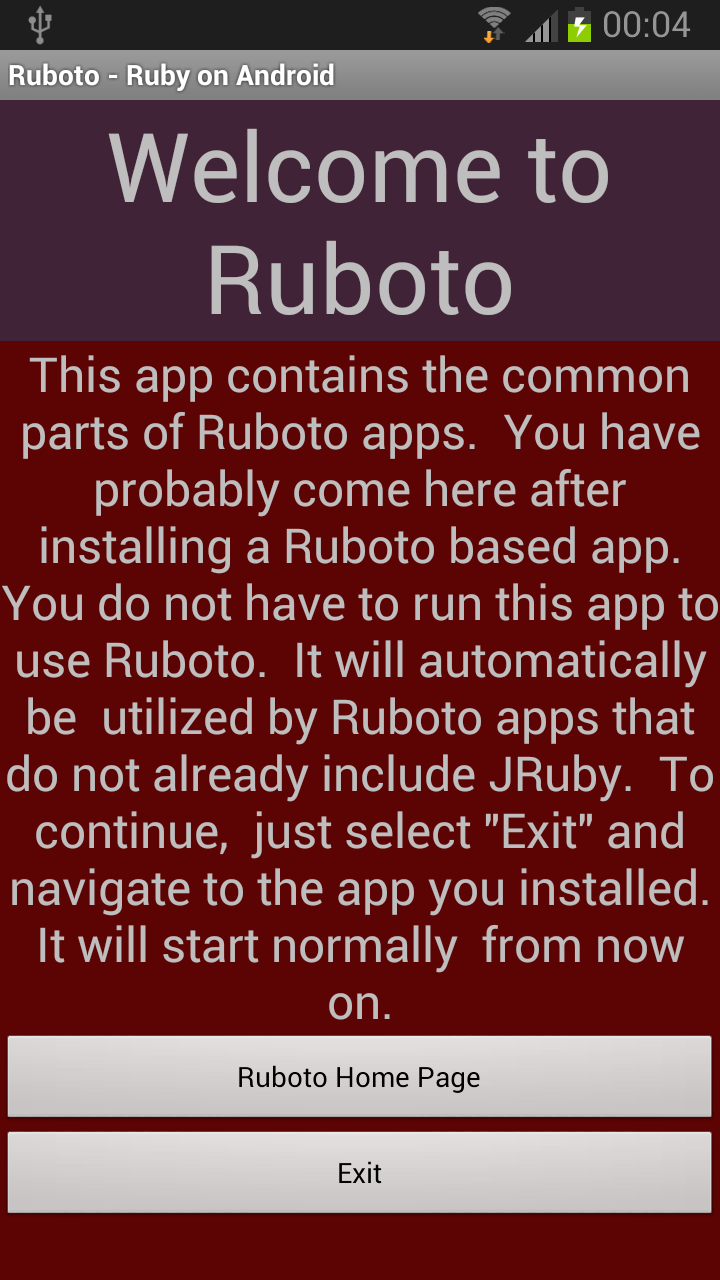 00:04
Ruboto - Ruby on Android
Welcome to
Ruboto
This app contains the common
parts of Ruboto apps.  You have
probably come here after
installing a Ruboto based app.
You do not have to run this app to
use Ruboto.  It will automatically
be  utilized by Ruboto apps that
do not already include JRuby.  To
continue,  just select "Exit" and
navigate to the app you installed.
It will start normally  from now
on.
Ruboto Home Page
Exit